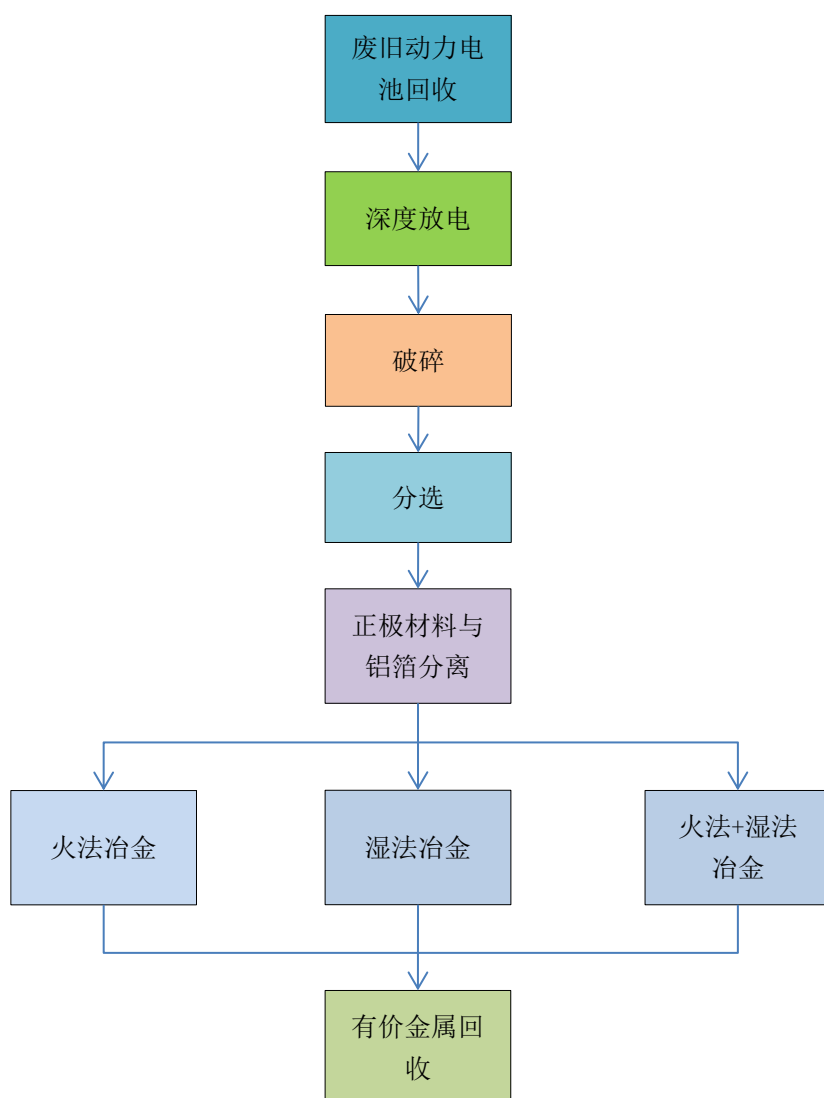 废旧动力电
池回收
深度放电
破碎
分选
正极材料与
铝箔分离
火法冶金
湿法冶金
火法+湿法
冶金
有价金属回
收